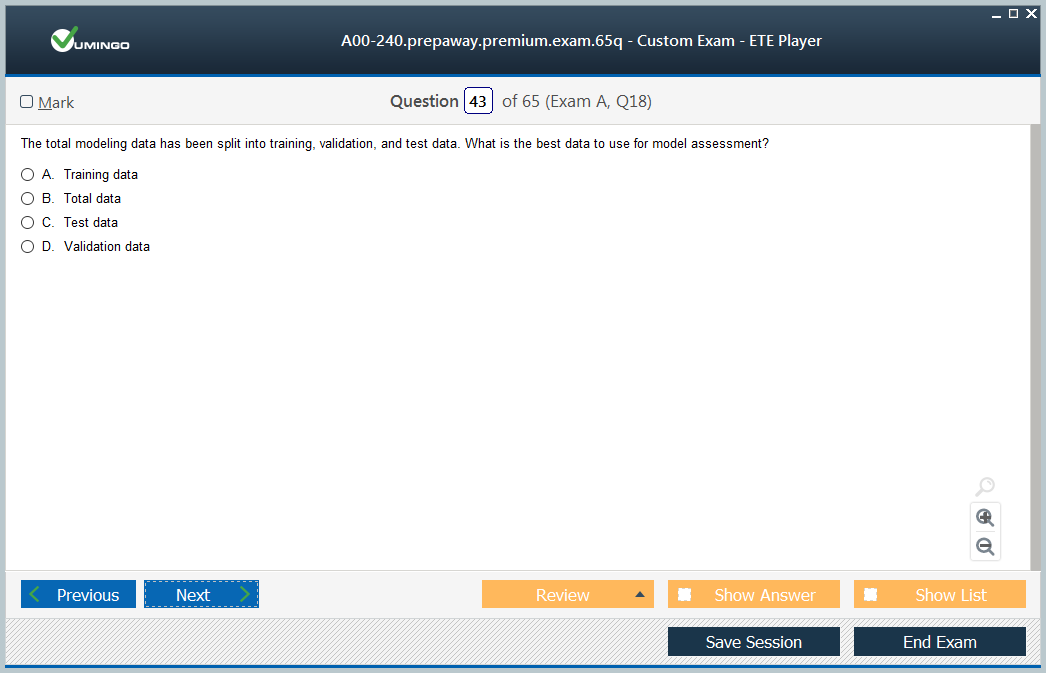 VUMINGO
A00-240.prepaway.premium.exam.65q - Custom Exam - ETE Player
Mark
Question 43 of 65 (Exam A, Q18)
The total modeling data has been split into training, validation, and test data. What is the best data to use for model assessment?
A. Training data
B. Total data
C. Test data
D. Validation data
Previous
Next
Review
Show Answer
Show List
Save Session
End Exam